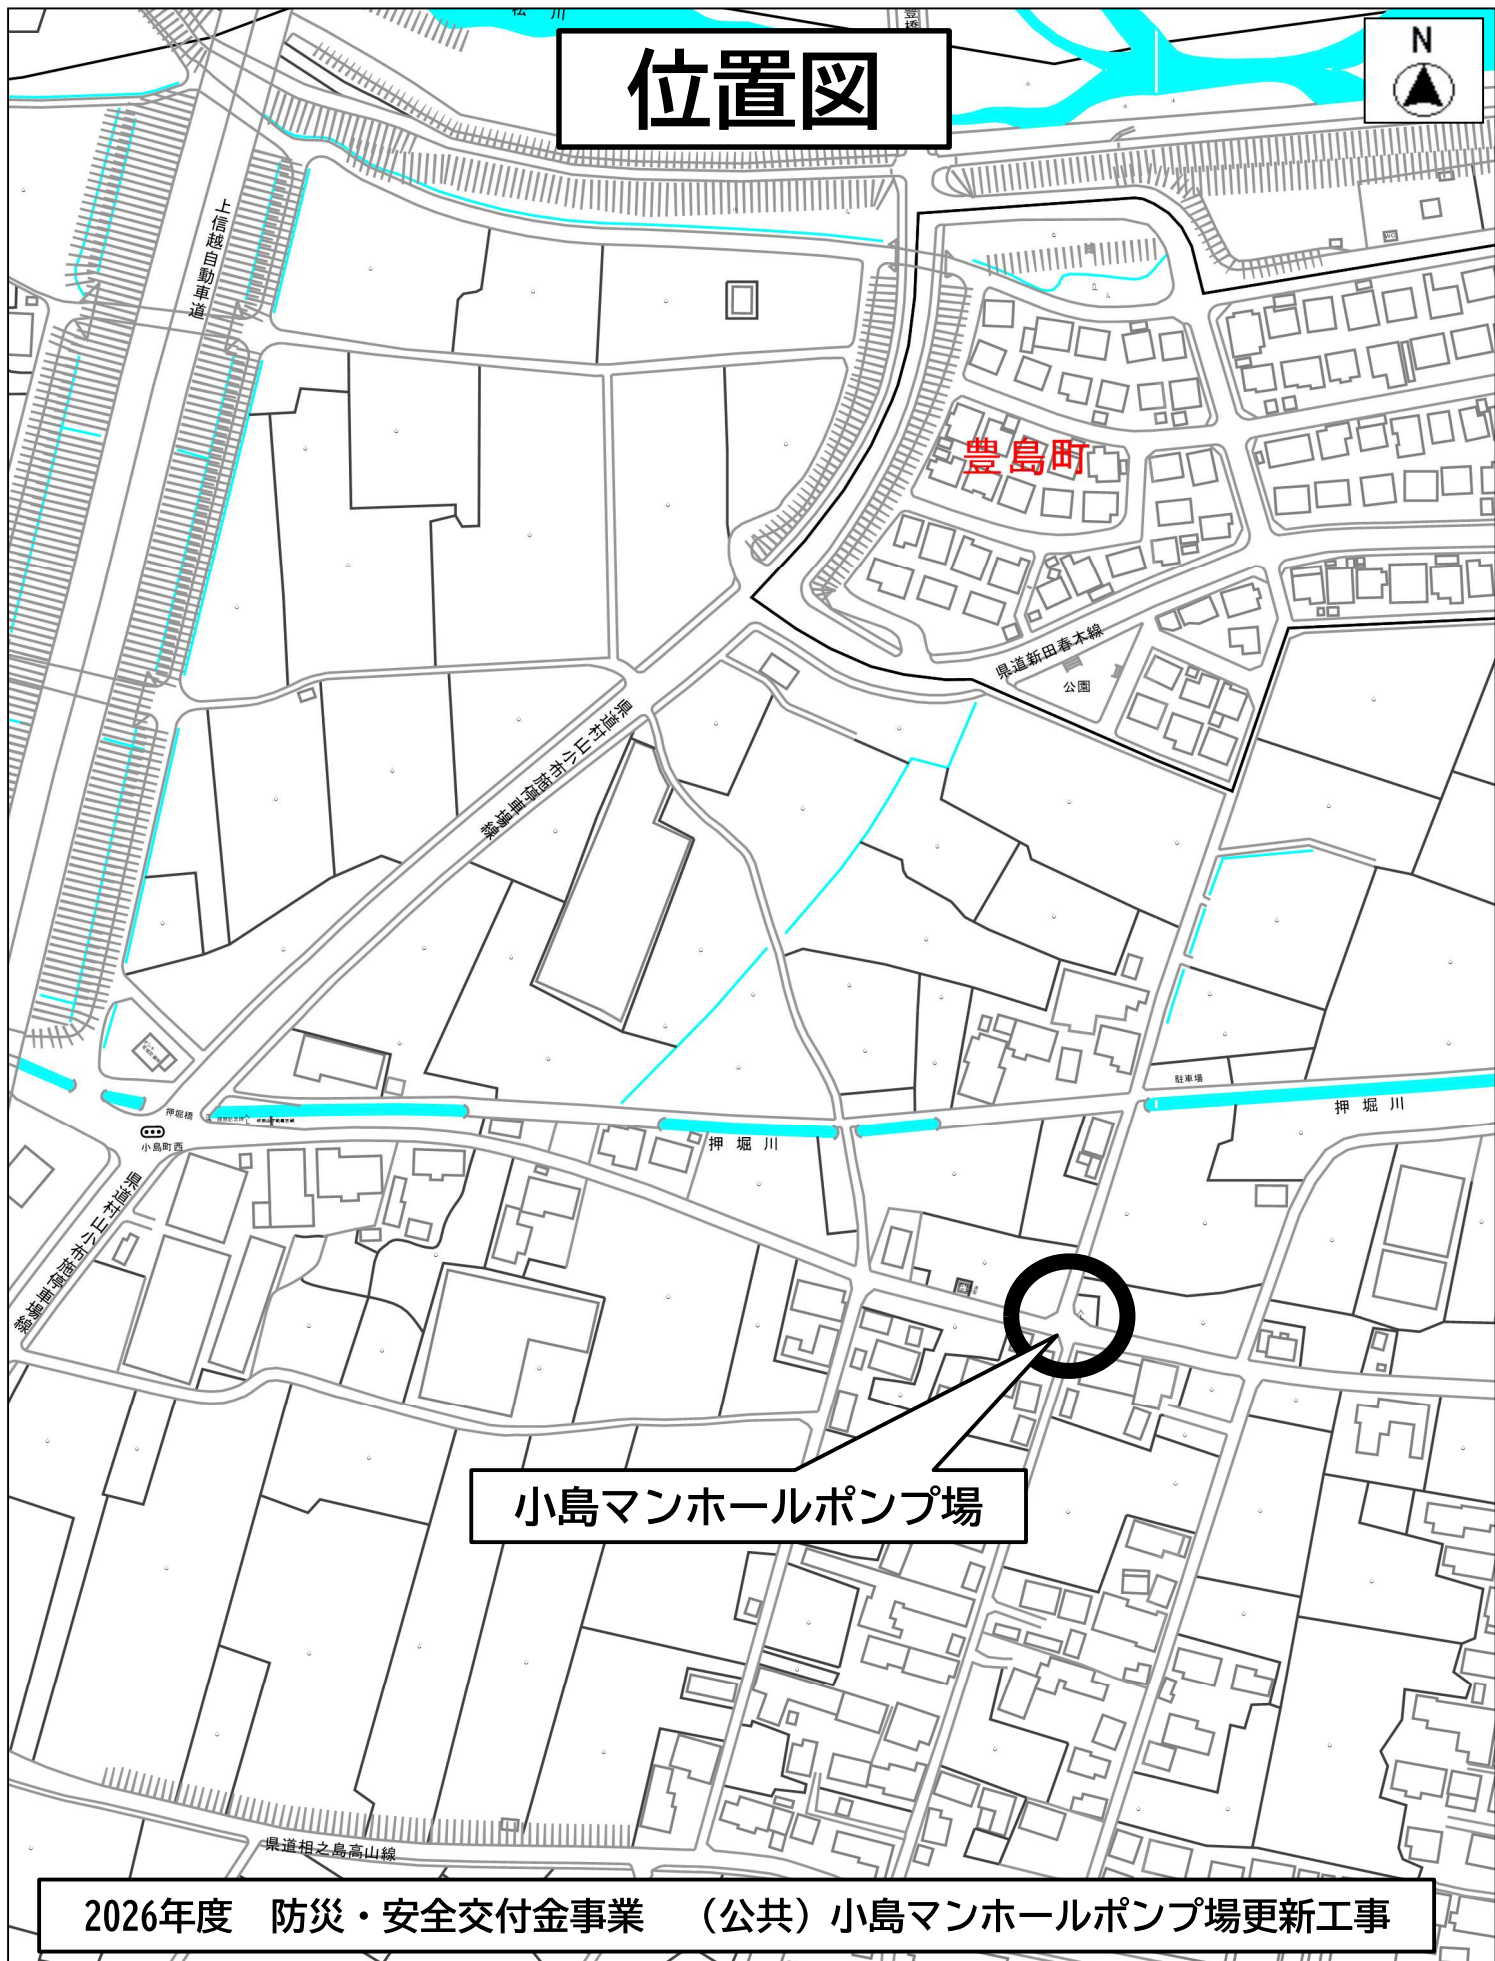 松川
豊橋
位置図
N
上信越自動車道
豊島町
県道新田春木線
公園
県道村山小布施停車場線
駐車場
押堀川
押堀橋
押堀川
小島町西
県道村山小布施停車場線
小島マンホールポンプ場
県道相之島高山線
2026年度　防災・安全交付金事業　（公共）小島マンホールポンプ場更新工事